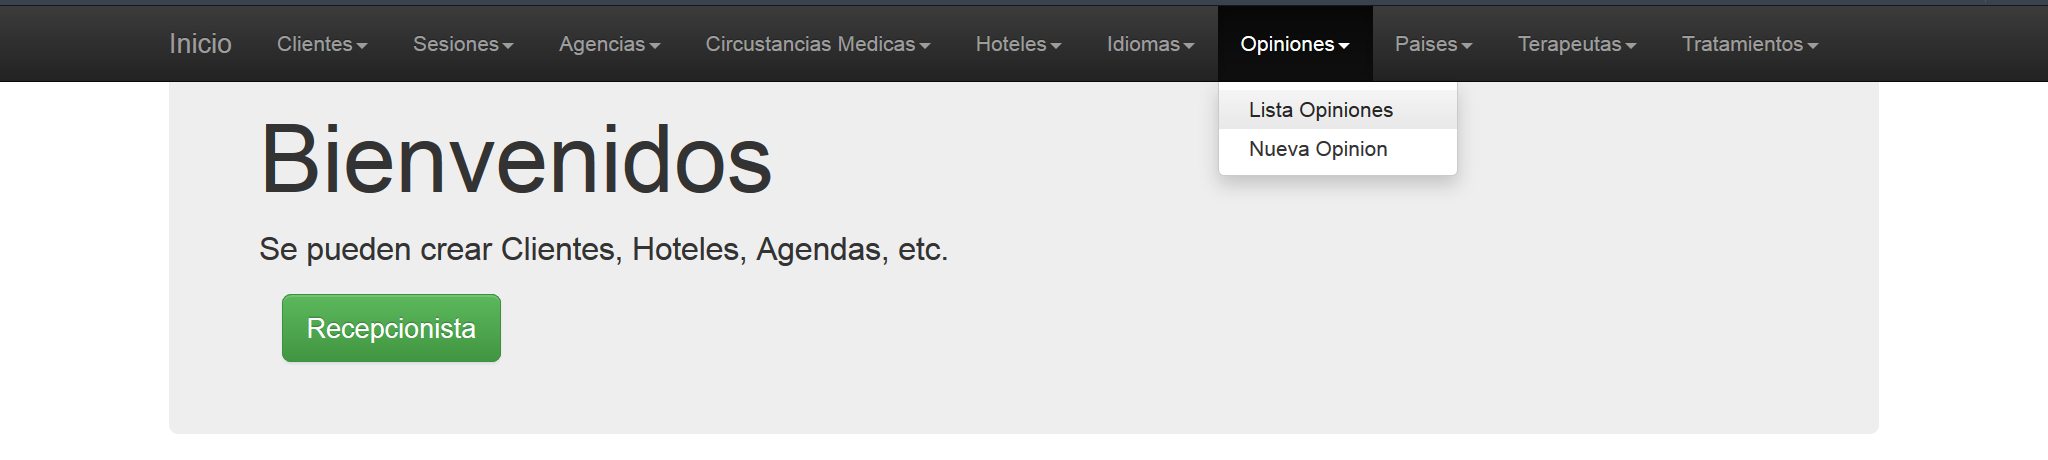 Inicio Clientes Sesiones Agencias Circustancias Medicas Hoteles Idiomas Opiniones Paises Terapeutas Tratamientos
Lista Opiniones
Nueva Opinion
Bienvenidos
Se pueden crear Clientes, Hoteles, Agendas, etc.
Recepcionista